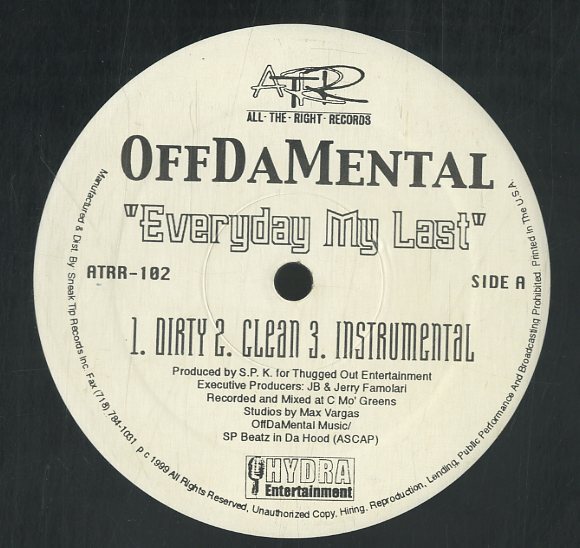 ATR
ALL-THE-RIGHT-RECORDS
OFFDAMENTAL
"Everyday My Last"
ATRR-102
SIDE A
1. DIRTY 2. CLEAN 3. INSTRUMENTAL
Produced by S.P. K. for Thugged Out Entertainment
Executive Producers: JB & Jerry Famolari
Recorded and Mixed at C Mo' Greens
Studios by Max Vargas
OffDaMental Music/
SP Beatz in Da Hood (ASCAP)
HYDRA
Entertainment
Manufactured & Dist. By Sneak Tip Records Inc. Fax (718) 784-1001 p c 1999 All Rights Reserved, Unauthorized Copy, Hiring, Reproduction, Landing, Public Performance And Broadcasting Prohibited Printed In The U.S.A.